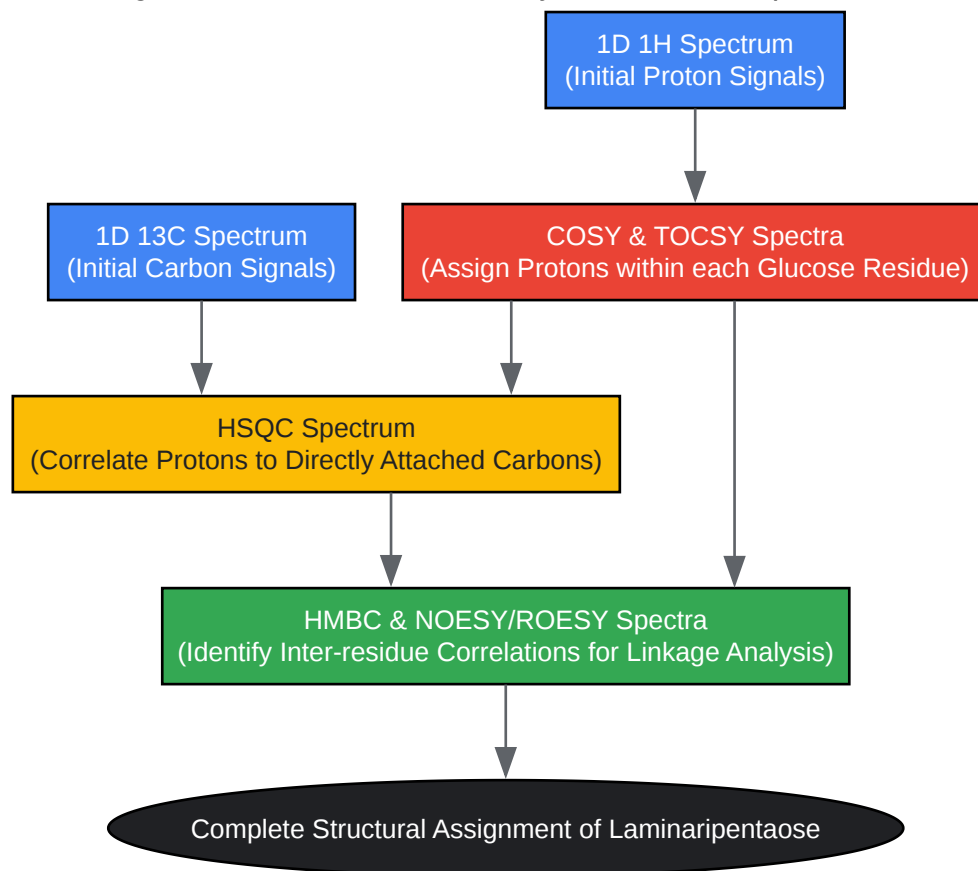 1D 1H Spectrum
(Initial Proton Signals)
1D 13C Spectrum
(Initial Carbon Signals)
COSY & TOCSY Spectra
(Assign Protons within each Glucose Residue)
HSQC Spectrum
(Correlate Protons to Directly Attached Carbons)
HMBC & NOESY/ROESY Spectra
(Identify Inter-residue Correlations for Linkage Analysis)
Complete Structural Assignment of Laminaripentaose